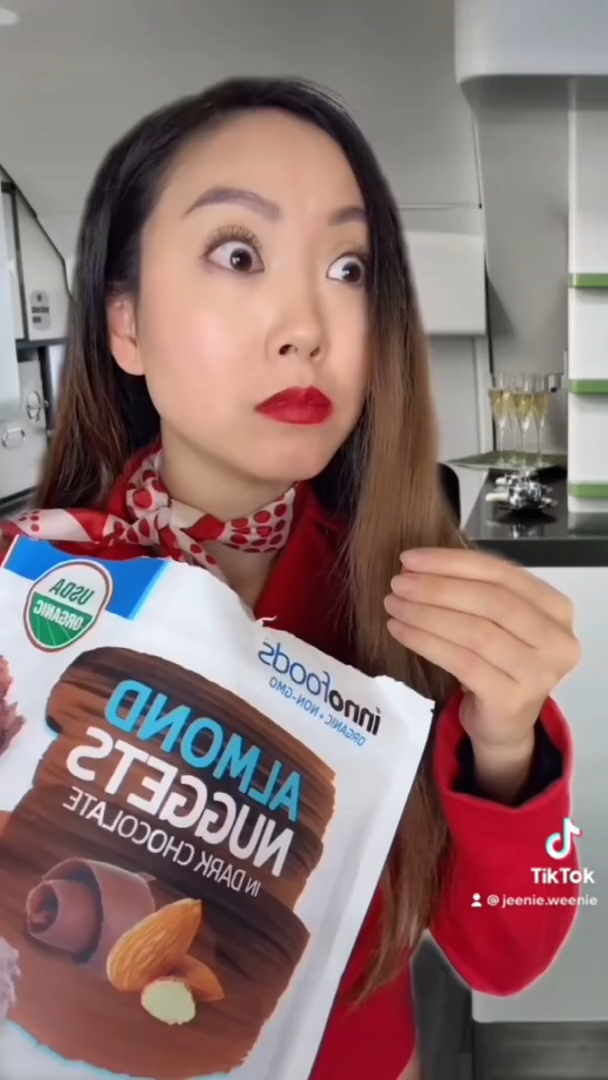 USDA
ORGANIC
innofoods
ORGANIC + NON-GMO
ALMOND
NUGGETS
IN DARK CHOCOLATE
TikTok
@ jeenie.weenie